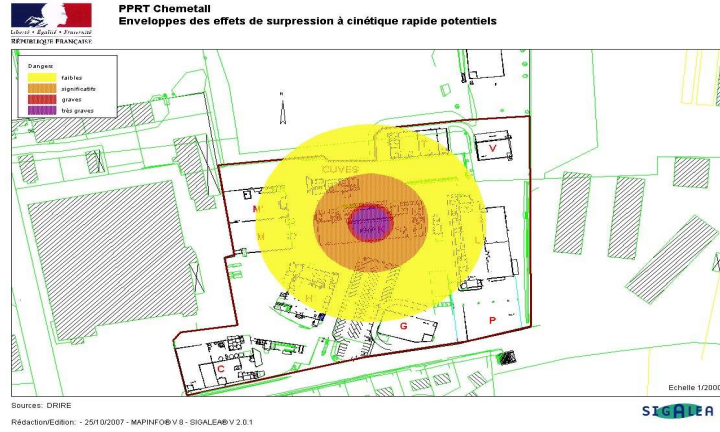 PPRT Chemetall
Enveloppes des effets de surpression à cinétique rapide potentiels
Liberté • Égalité • Fraternité
RÉPUBLIQUE FRANÇAISE
Dangers
faibles
significatifs
graves
très graves
N
T
V
CUVES
M
M
L
H
G
P
C
Echelle 1/2000
Sources: DRIRE
SIGALEA
Rédaction/Edition: - 25/10/2007 - MAPINFO® V 8 - SIGALEA® V 2.0.1